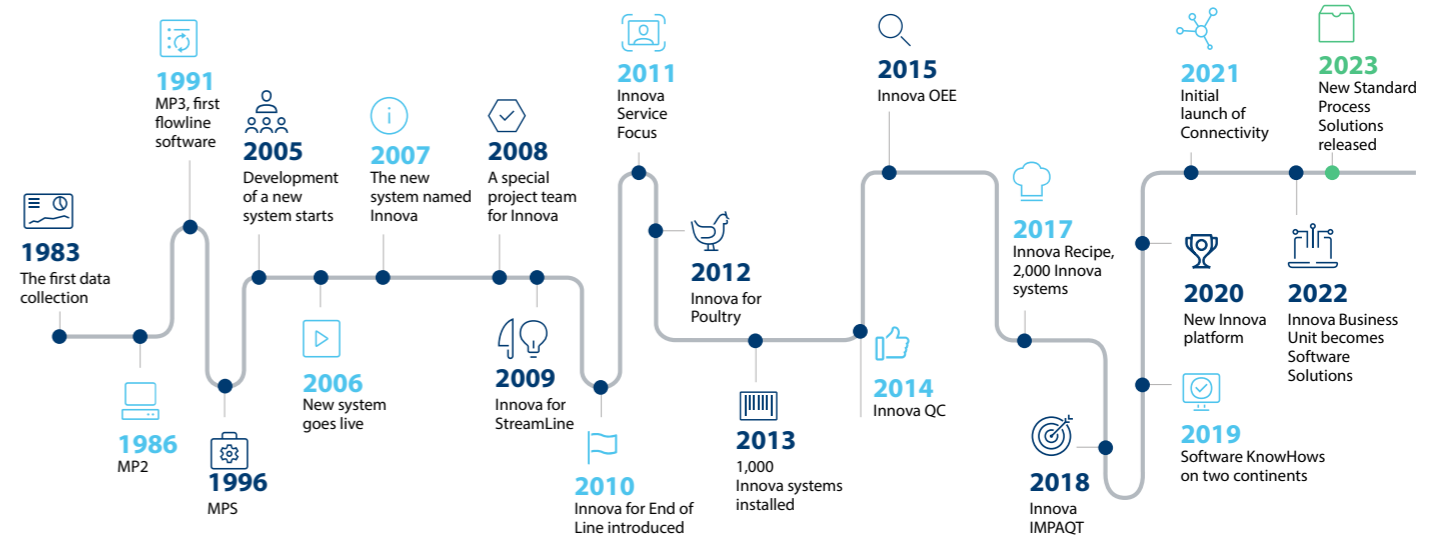 1983
The first data
collection
1986
MP2
1991
MP3, first
flowline
software
1996
MPS
2005
Development
of a new
system starts
2006
New system
goes live
2007
The new
system named
Innova
2008
A special
project team
for Innova
2009
Innova for
StreamLine
2010
Innova for End of
Line introduced
2011
Innova
Service
Focus
2012
Innova for
Poultry
2013
1,000
Innova systems
installed
2014
Innova QC
2015
Innova OEE
2017
Innova Recipe,
2,000 Innova
systems
2018
Innova
IMPAQT
2019
Software KnowHows
on two continents
2020
New Innova
platform
2021
Initial
launch of
Connectivity
2022
Innova Business
Unit becomes
Software
Solutions
2023
New Standard
Process
Solutions
released